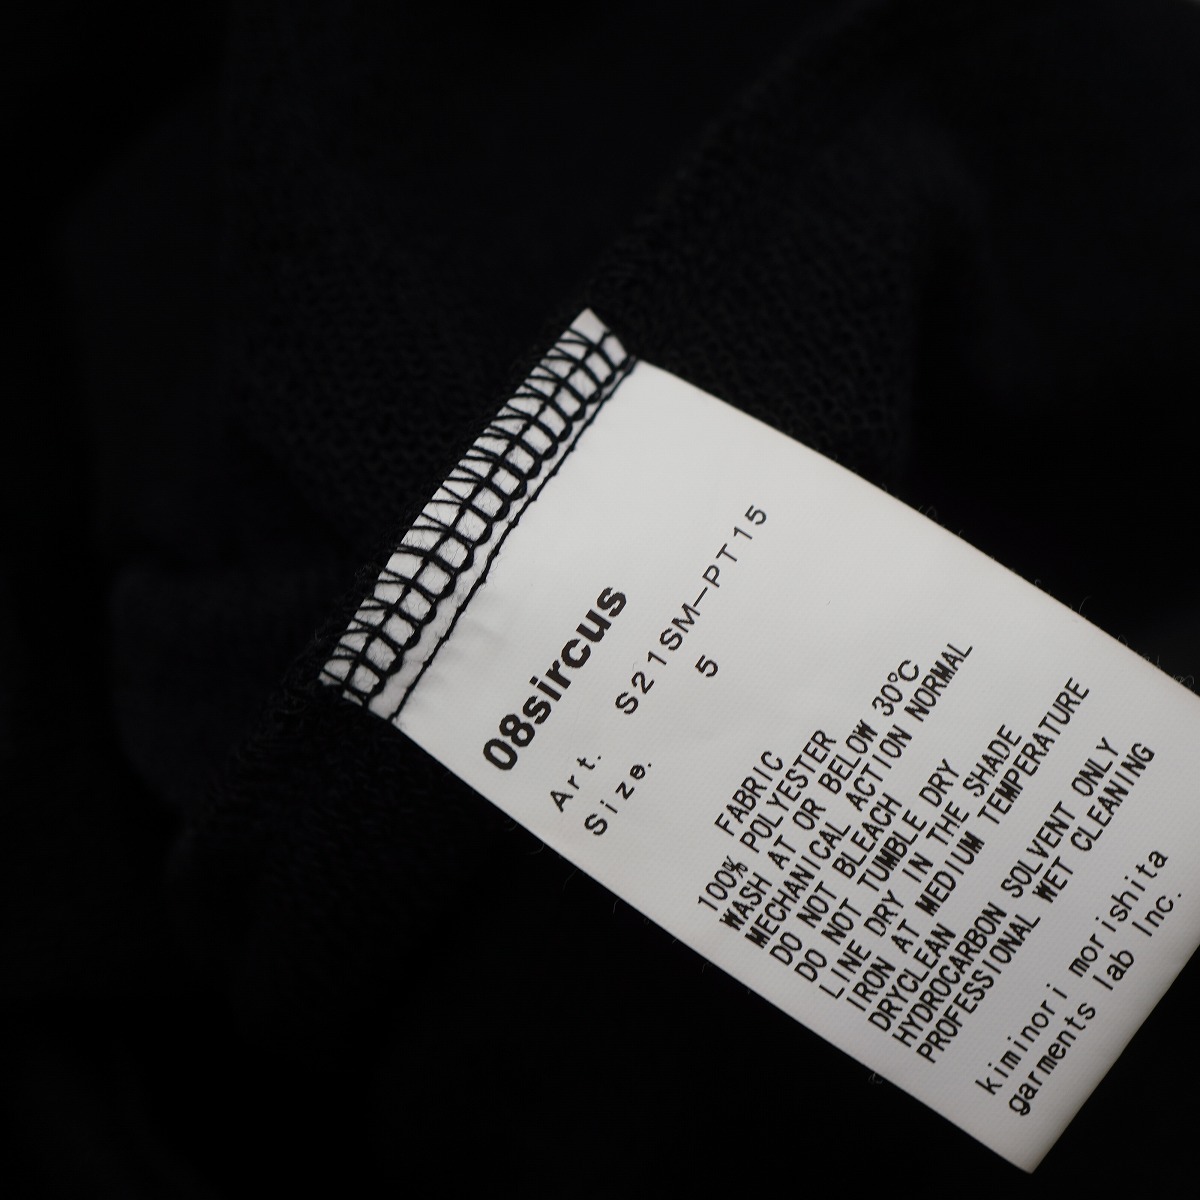 08sircus
Art. S21SM-PT15
Size. 5
FABRIC
100% POLYESTER
WASH AT OR BELOW 30℃
MECHANICAL ACTION NORMAL
DO NOT BLEACH
DO NOT TUMBLE DRY
LINE DRY IN THE SHADE
IRON AT MEDIUM TEMPERATURE
DRYCLEAN
HYDROCARBON SOLVENT ONLY
PROFESSIONAL WET CLEANING
kiminori morishita
garments lab Inc.